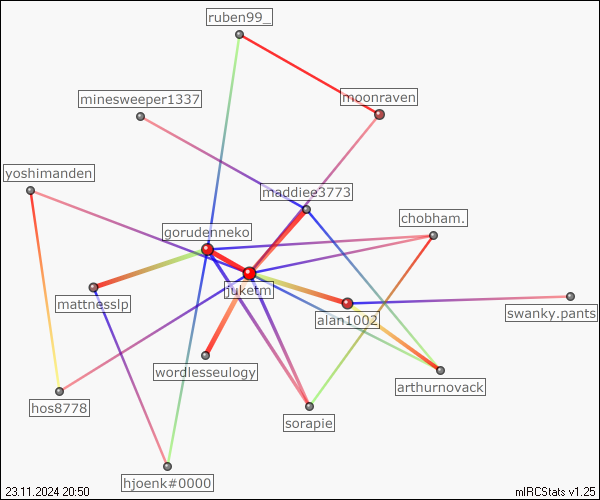 ruben99_
minesweeper1337
moonraven
yoshimanden
maddiee3773
chobham.
gorudenneko
juketm
mattnesslp
alan1002
swanky.pants
wordlesseulogy
arthurnovack
hos8778
sorapie
hjoenk#0000
23.11.2024 20:50
mIRCStats v1.25